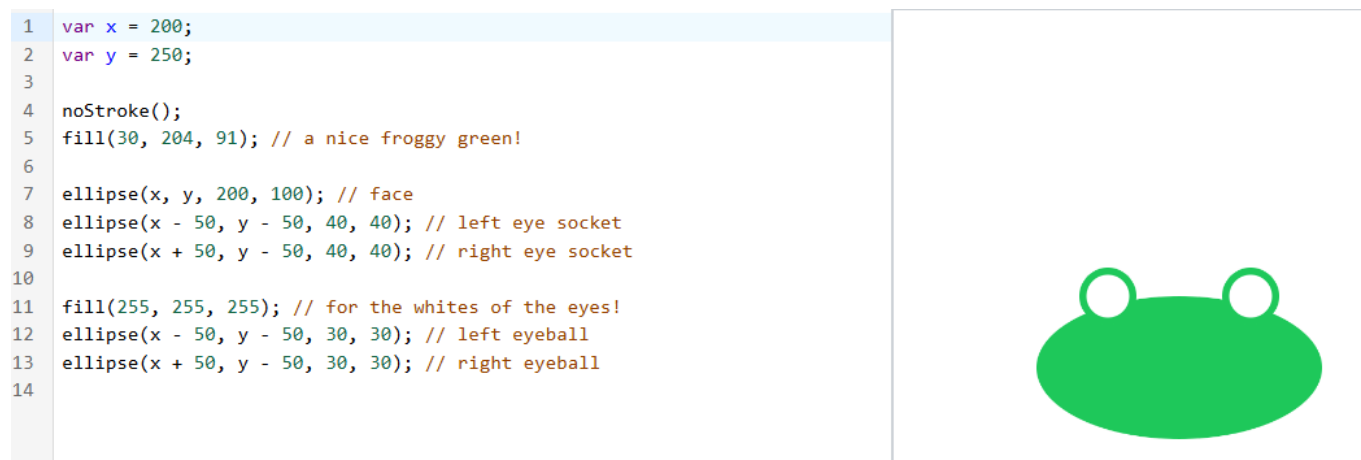 1 var x = 200;
2 var y = 250;
3
4 noStroke();
5 fill(30, 204, 91); // a nice froggy green!
6
7 ellipse(x, y, 200, 100); // face
8 ellipse(x - 50, y - 50, 40, 40); // left eye socket
9 ellipse(x + 50, y - 50, 40, 40); // right eye socket
10
11 fill(255, 255, 255); // for the whites of the eyes!
12 ellipse(x - 50, y - 50, 30, 30); // left eyeball
13 ellipse(x + 50, y - 50, 30, 30); // right eyeball
14